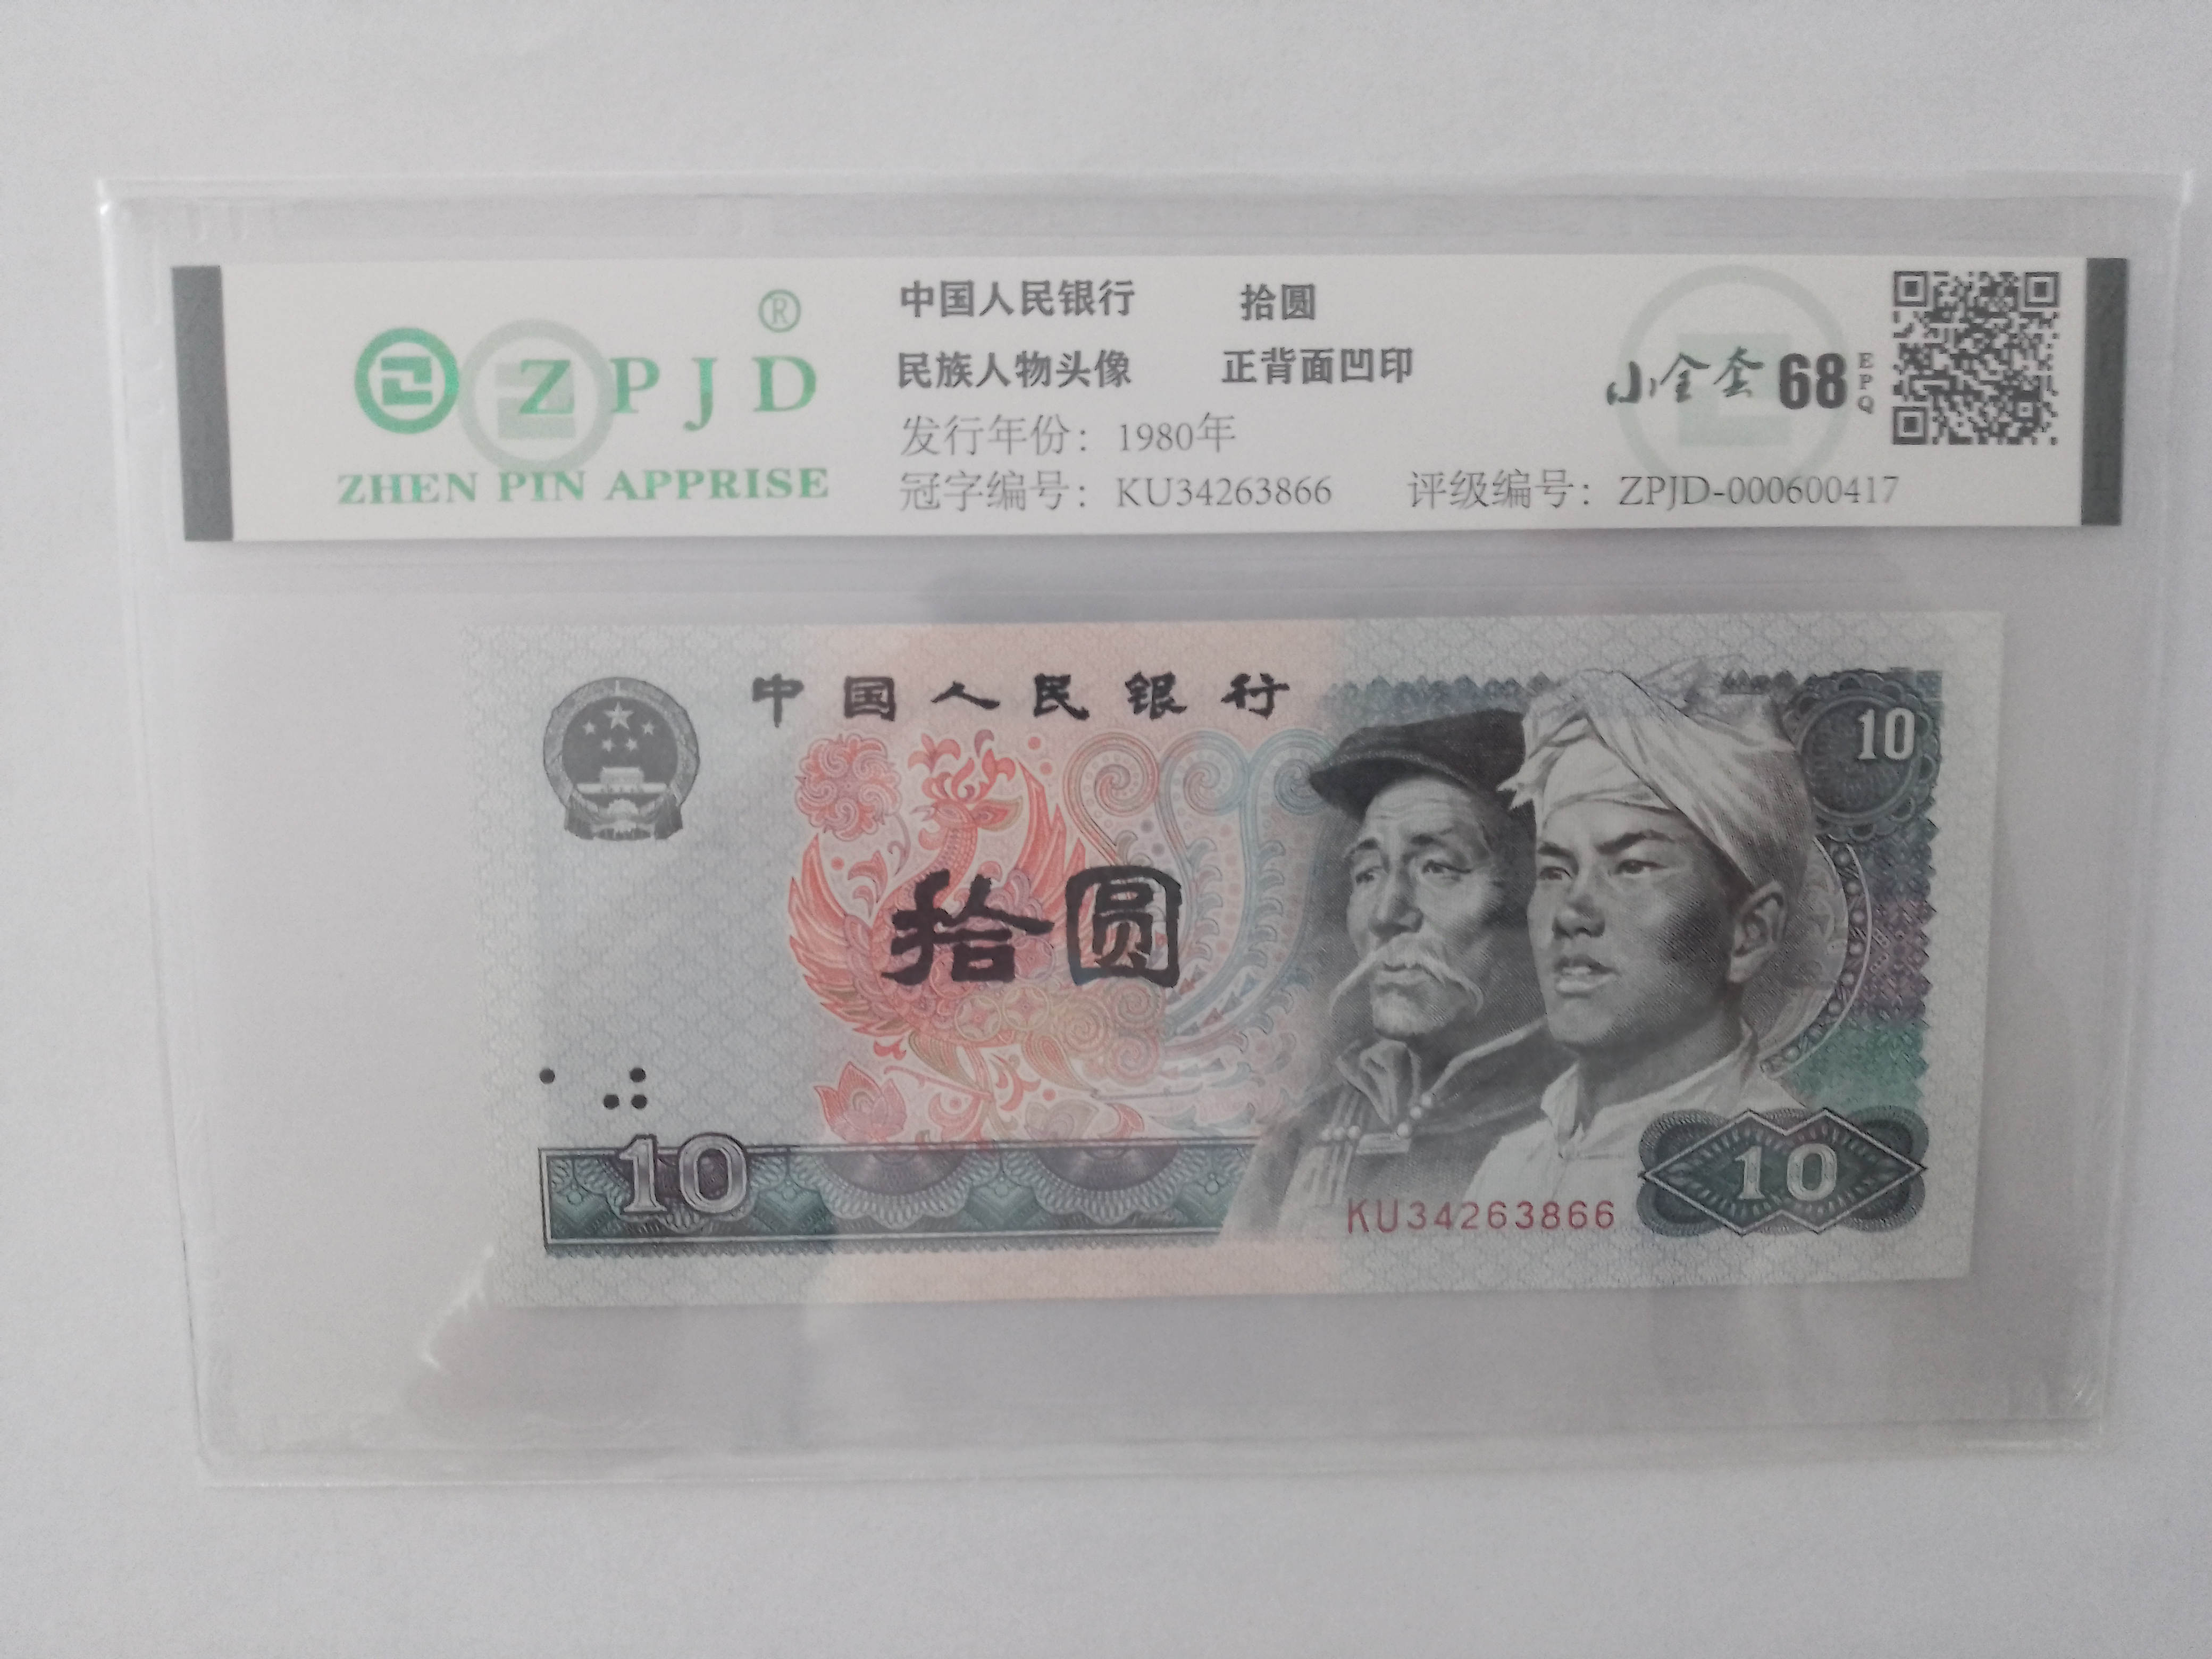 ®
ZPJD
ZHEN PIN APPRISE
中国人民银行 拾圆
民族人物头像 正背面凹印
发行年份：1980年
冠字编号：KU34263866 评级编号：ZPJD-000600417
小全套 68 EPQ
中国人民银行
10
拾圆
10
10
KU34263866